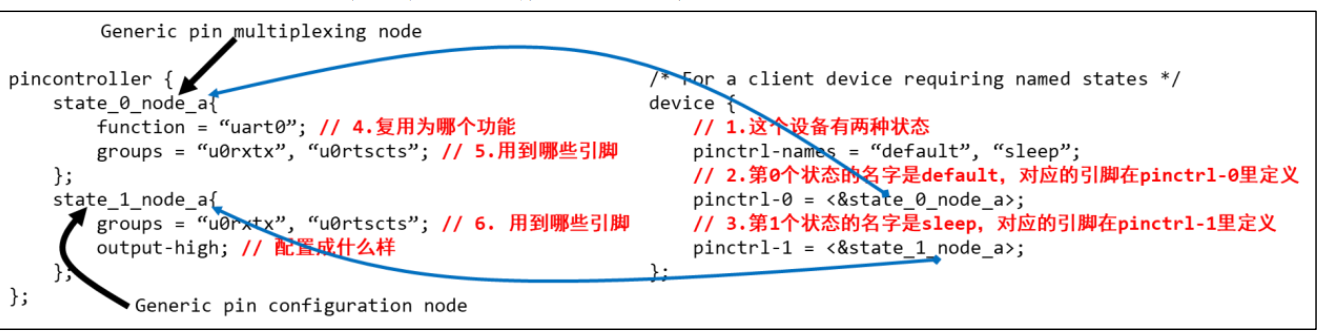 Generic pin multiplexing node
pincontroller {
state_0_node_a{
function = “uart0”; // 4.复用为哪个功能
groups = “u0rxtx”, “u0rtscts”; // 5.用到哪些引脚
};
state_1_node_a{
groups = “u0rxtx”, “u0rtscts”; // 6. 用到哪些引脚
output-high; // 配置成什么样
};
};
Generic pin configuration node
/* For a client device requiring named states */
device {
// 1.这个设备有两种状态
pinctrl-names = “default”, “sleep”;
// 2.第0个状态的名字是default，对应的引脚在pinctrl-0里定义
pinctrl-0 = <&state_0_node_a>;
// 3.第1个状态的名字是sleep，对应的引脚在pinctrl-1里定义
pinctrl-1 = <&state_1_node_a>;
};